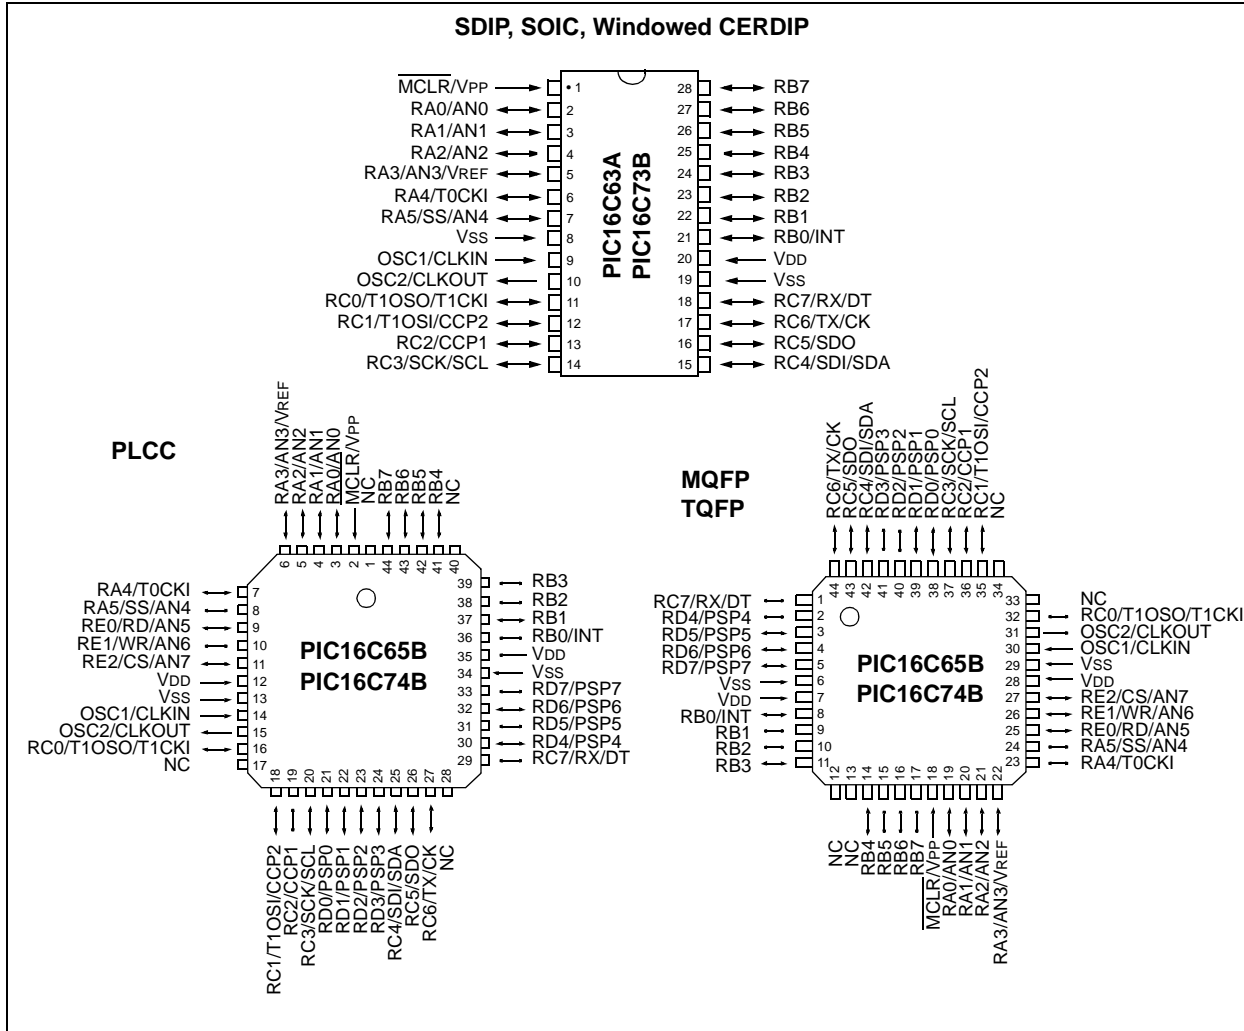 SDIP, SOIC, Windowed CERDIP
MCLR/VPP 1 28 RB7
RA0/AN0 2 27 RB6
RA1/AN1 3 26 RB5
RA2/AN2 4 25 RB4
RA3/AN3/VREF 5 24 RB3
RA4/T0CKI 6 23 RB2
RA5/SS/AN4 7 22 RB1
VSS 8 21 RB0/INT
OSC1/CLKIN 9 20 VDD
OSC2/CLKOUT 10 19 VSS
RC0/T1OSO/T1CKI 11 18 RC7/RX/DT
RC1/T1OSI/CCP2 12 17 RC6/TX/CK
RC2/CCP1 13 16 RC5/SDO
RC3/SCK/SCL 14 15 RC4/SDI/SDA
PIC16C63A
PIC16C73B
PLCC
RA3/AN3/VREF 6
RA2/AN2 5
RA1/AN1 4
RA0/AN0 3
MCLR/VPP 2
NC 1
RB7 44
RB6 43
RB5 42
RB4 41
NC 40
RA4/T0CKI 7
RA5/SS/AN4 8
RE0/RD/AN5 9
RE1/WR/AN6 10
RE2/CS/AN7 11
VDD 12
VSS 13
OSC1/CLKIN 14
OSC2/CLKOUT 15
RC0/T1OSO/T1CKI 16
NC 17
PIC16C65B
PIC16C74B
39 RB3
38 RB2
37 RB1
36 RB0/INT
35 VDD
34 VSS
33 RD7/PSP7
32 RD6/PSP6
31 RD5/PSP5
30 RD4/PSP4
29 RC7/RX/DT
18 RC1/T1OSI/CCP2
19 RC2/CCP1
20 RC3/SCK/SCL
21 RD0/PSP0
22 RD1/PSP1
23 RD2/PSP2
24 RD3/PSP3
25 RC4/SDI/SDA
26 RC5/SDO
27 RC6/TX/CK
28 NC
MQFP
TQFP
RC6/TX/CK 44
RC5/SDO 43
RC4/SDI/SDA 42
RD3/PSP3 41
RD2/PSP2 40
RD1/PSP1 39
RD0/PSP0 38
RC3/SCK/SCL 37
RC2/CCP1 36
RC1/T1OSI/CCP2 35
NC 34
RC7/RX/DT 1
RD4/PSP4 2
RD5/PSP5 3
RD6/PSP6 4
RD7/PSP7 5
VSS 6
VDD 7
RB0/INT 8
RB1 9
RB2 10
RB3 11
PIC16C65B
PIC16C74B
33 NC
32 RC0/T1OSO/T1CKI
31 OSC2/CLKOUT
30 OSC1/CLKIN
29 VSS
28 VDD
27 RE2/CS/AN7
26 RE1/WR/AN6
25 RE0/RD/AN5
24 RA5/SS/AN4
23 RA4/T0CKI
12 NC
13 NC
14 RB4
15 RB5
16 RB6
17 RB7
18 MCLR/VPP
19 RA0/AN0
20 RA1/AN1
21 RA2/AN2
22 RA3/AN3/VREF